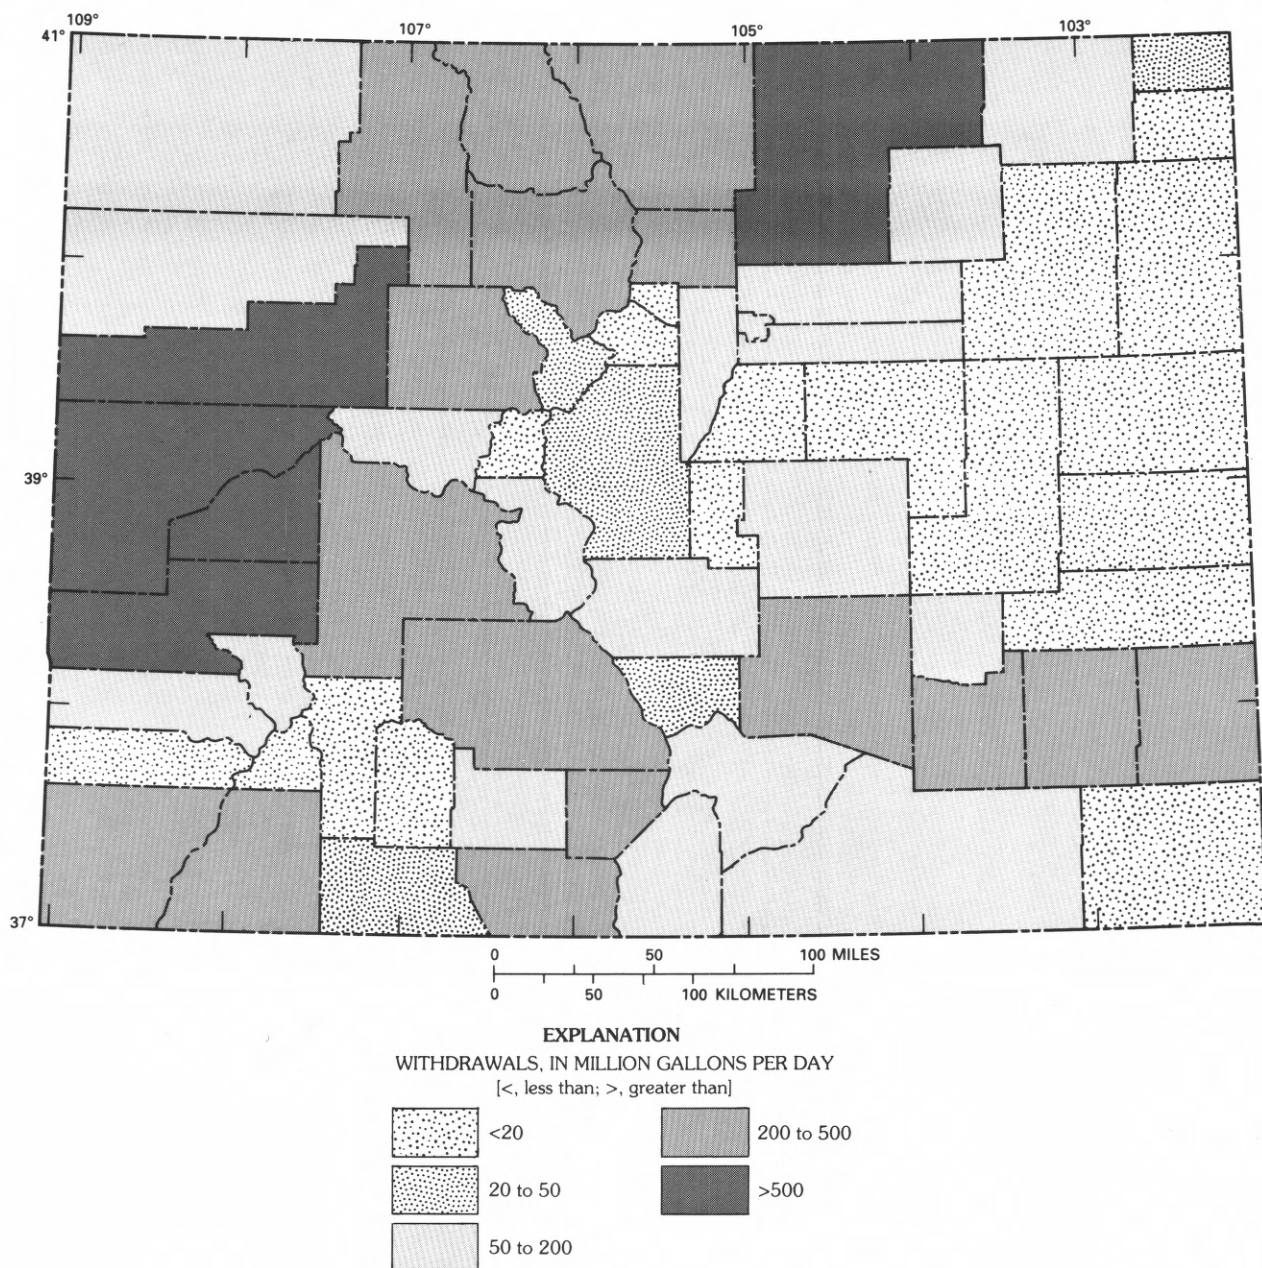 109°
107°
105°
103°
41°
39°
37°
0 50 100 MILES
0 50 100 KILOMETERS
EXPLANATION
WITHDRAWALS, IN MILLION GALLONS PER DAY
[<, less than; >, greater than]
<20
200 to 500
20 to 50
>500
50 to 200